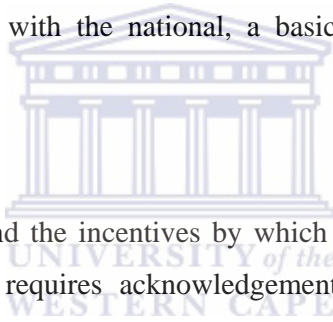 with the national, a basic
nd the incentives by which
UNIVERSITY of the
requires acknowledgement
WESTERN CAPE